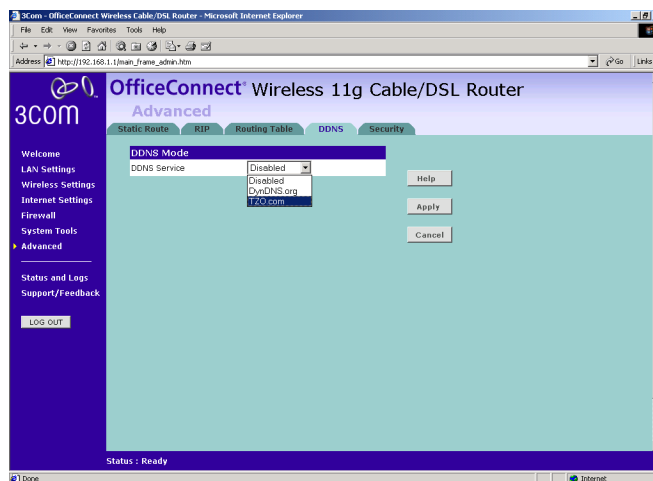 3Com - OfficeConnect Wireless Cable/DSL Router - Microsoft Internet Explorer
File Edit View Favorites Tools Help
Address http://192.168.1.1/main_frame_admin.htm Go Links
3COM
OfficeConnect® Wireless 11g Cable/DSL Router
Advanced
Static Route RIP Routing Table DDNS Security
Welcome
LAN Settings
Wireless Settings
Internet Settings
Firewall
System Tools
Advanced
Status and Logs
Support/Feedback
LOG OUT
DDNS Mode
DDNS Service Disabled
Disabled
DynDNS.org
TZO.com
Help
Apply
Cancel
Status : Ready
Done Internet